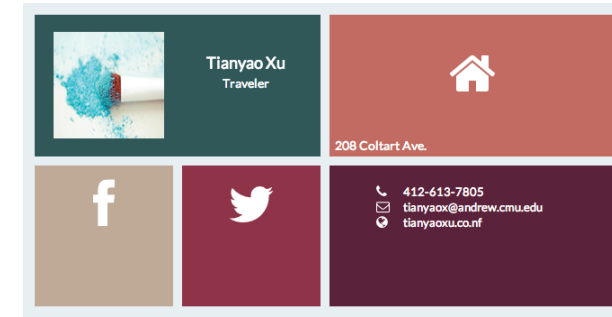 Tianyao Xu
Traveler
208 Coltart Ave.
412-613-7805
tianyaox@andrew.cmu.edu
tianyaoxu.co.nf